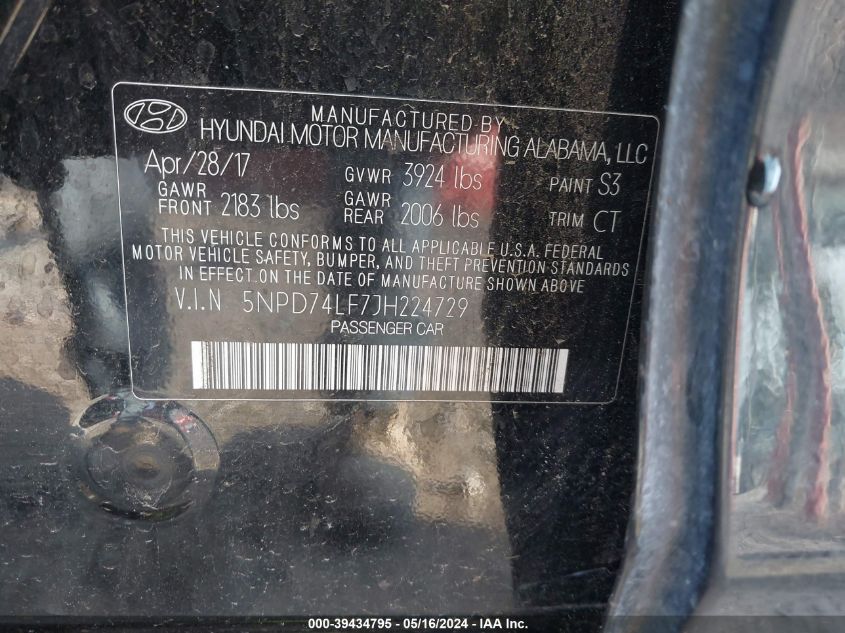 MANUFACTURED BY
HYUNDAI MOTOR MANUFACTURING ALABAMA, LLC
Apr/28/17 GVWR 3924 lbs PAINT S3
GAWR FRONT 2183 lbs GAWR REAR 2006 lbs TRIM CT
THIS VEHICLE CONFORMS TO ALL APPLICABLE U.S.A. FEDERAL
MOTOR VEHICLE SAFETY, BUMPER, AND THEFT PREVENTION STANDARDS
IN EFFECT ON THE DATE OF MANUFACTURE SHOWN ABOVE
V.I.N 5NPD74LF7JH224729
PASSENGER CAR
000-39434795 - 05/16/2024 - IAAI Inc.